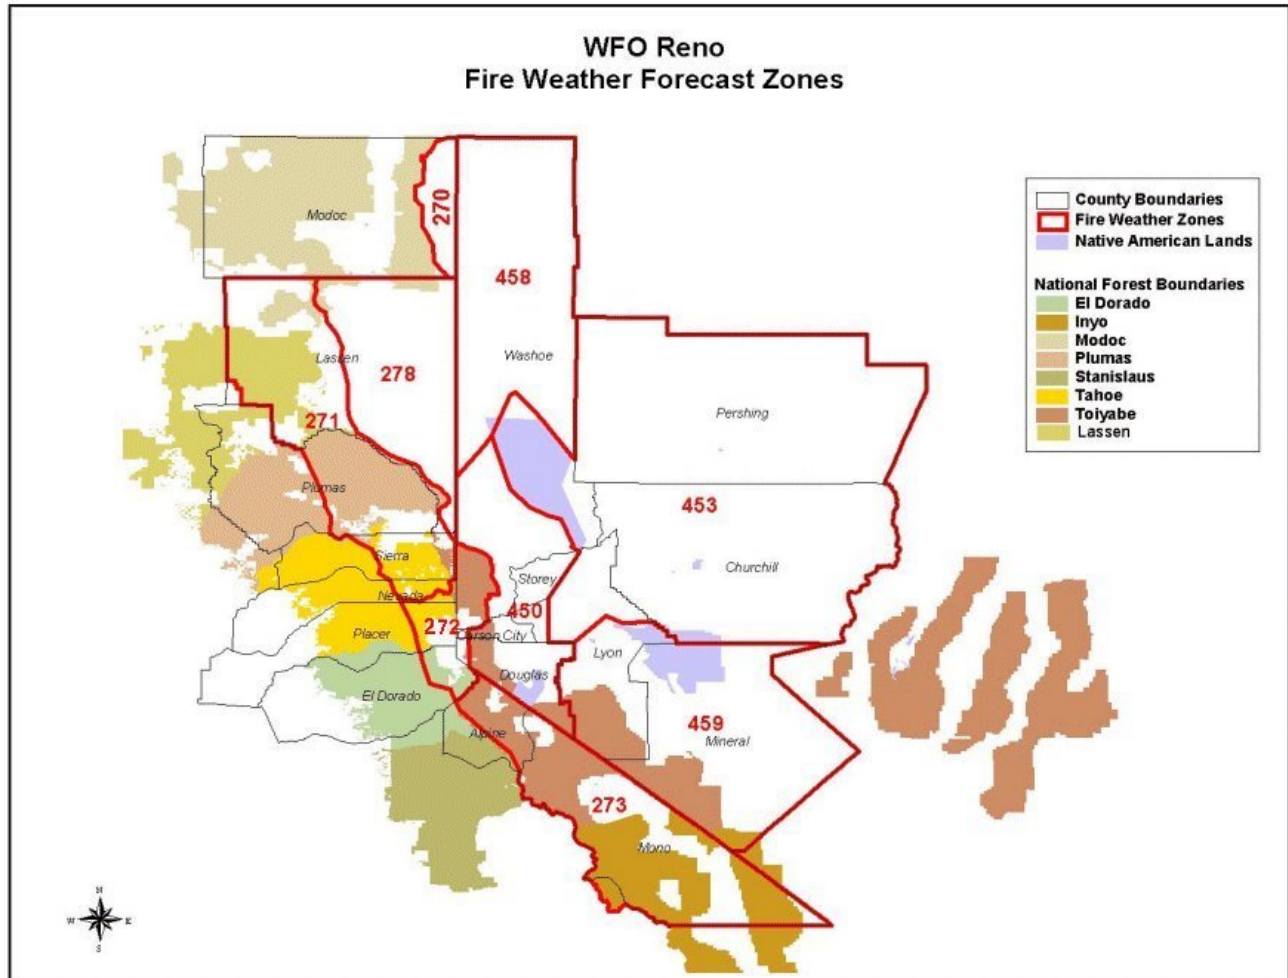 WFO Reno
Fire Weather Forecast Zones
County Boundaries
Fire Weather Zones
Native American Lands
National Forest Boundaries
El Dorado
Inyo
Modoc
Plumas
Stanislaus
Tahoe
Toiyabe
Lassen
Modoc
270
458
Washoe
Lassen
278
271
Pershing
Plumas
453
Sierra
Churchill
Storey
Nevada
450
272
Placer
Carson City
Lyon
Douglas
El Dorado
459
Alpine
Mineral
273
Mono
N
W
E
S